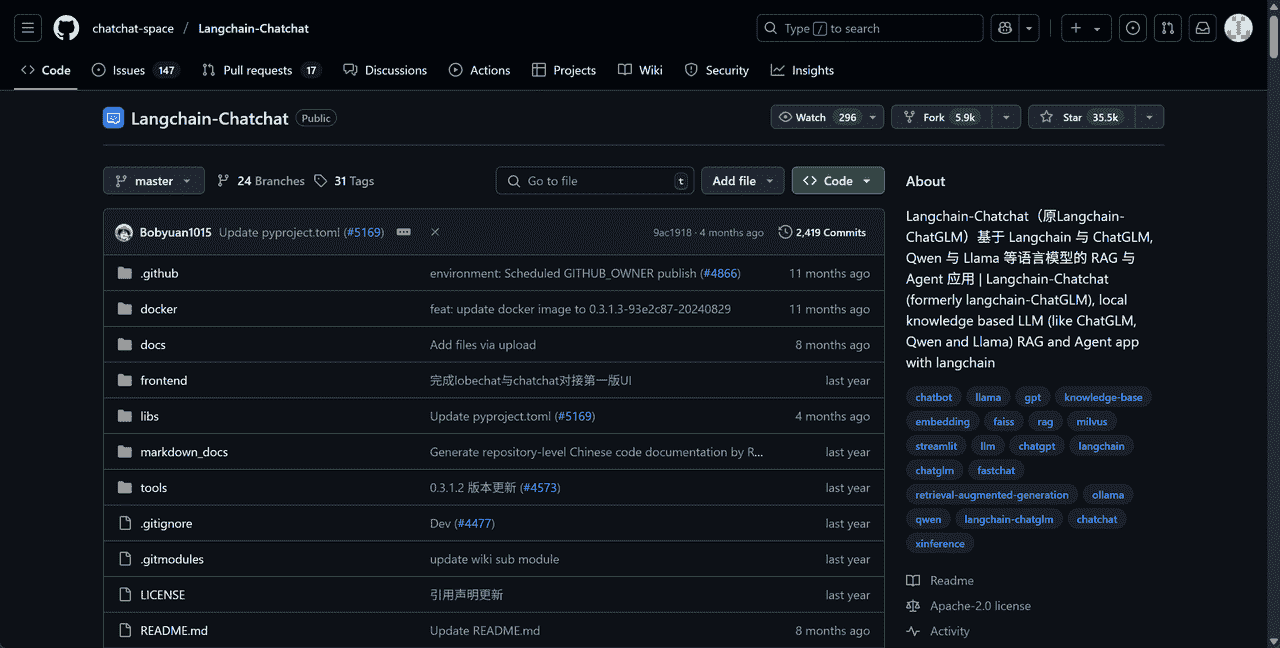 chatchat-space / Langchain-Chatchat
Type / to search
Code Issues 147 Pull requests 17 Discussions Actions Projects Wiki Security Insights
Langchain-Chatchat Public
Watch 296 Fork 5.9k Star 35.5k
master 24 Branches 31 Tags
Go to file t
Add file Code
Bobyuan1015 Update pyproject.toml (#5169) 9ac1918 · 4 months ago 2,419 Commits
.github environment: Scheduled GITHUB_OWNER publish (#4866) 11 months ago
docker feat: update docker image to 0.3.1.3-93e2c87-20240829 11 months ago
docs Add files via upload 8 months ago
frontend 完成lobechat与chatchat对接第一版UI last year
libs Update pyproject.toml (#5169) 4 months ago
markdown_docs Generate repository-level Chinese code documentation by R... last year
tools 0.3.1.2 版本更新 (#4573) last year
.gitignore Dev (#4477) last year
.gitmodules update wiki sub module last year
LICENSE 引用声明更新 last year
README.md Update README.md 8 months ago
About
Langchain-Chatchat（原Langchain-
ChatGLM）基于 Langchain 与 ChatGLM,
Qwen 与 Llama 等语言模型的 RAG 与
Agent 应用 | Langchain-Chatchat
(formerly langchain-ChatGLM), local
knowledge based LLM (like ChatGLM,
Qwen and Llama) RAG and Agent app
with langchain
chatbot llama gpt knowledge-base
embedding faiss rag milvus
streamlit llm chatgpt langchain
chatglm fastchat
retrieval-augmented-generation ollama
qwen langchain-chatglm chatchat
xinference
Readme
Apache-2.0 license
Activity